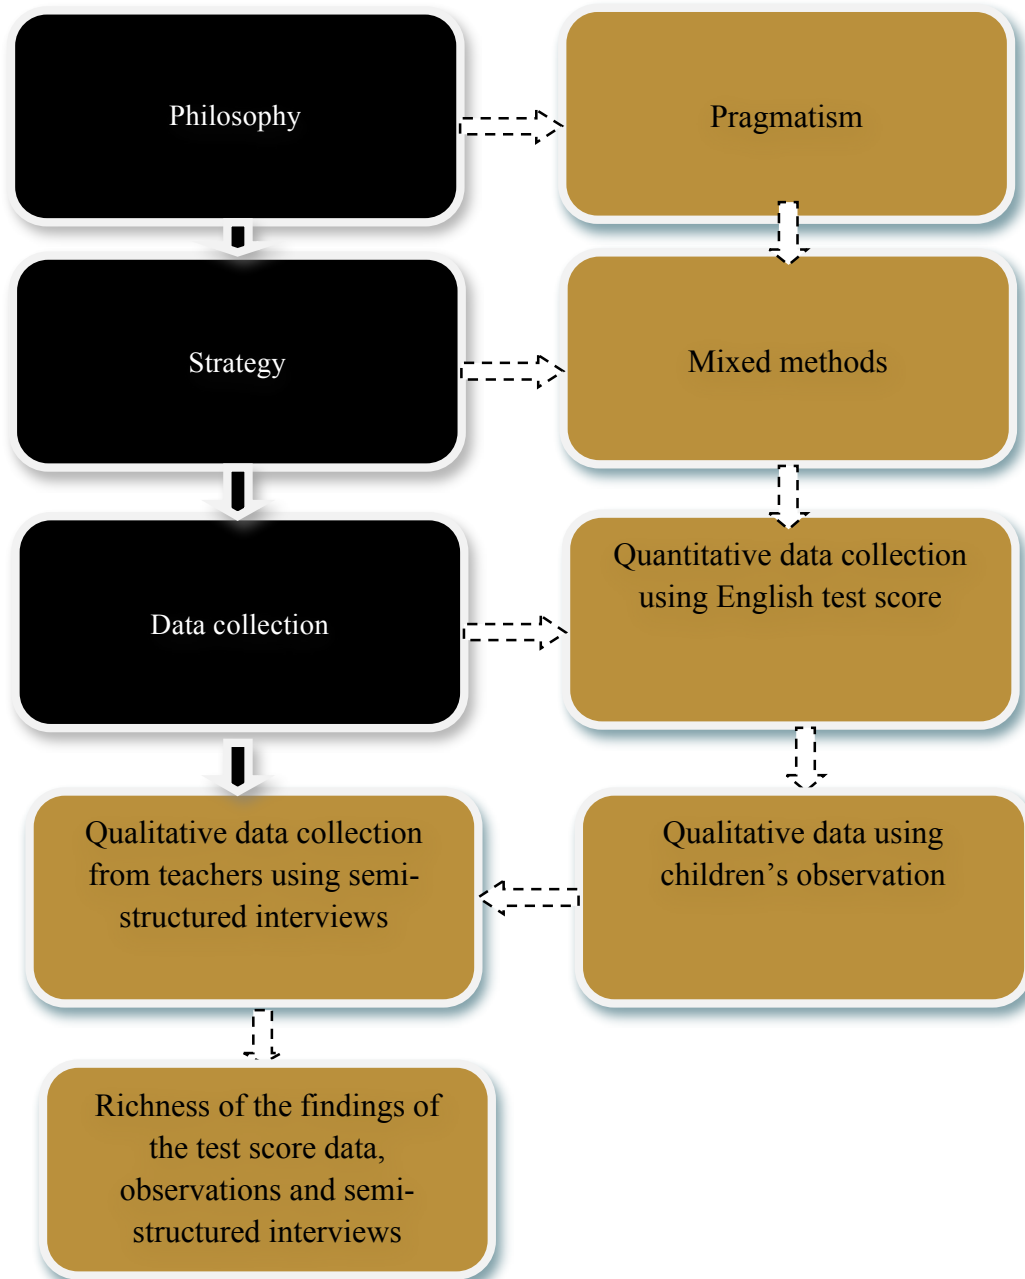 Philosophy
Pragmatism
Strategy
Mixed methods
Data collection
Quantitative data collection
using English test score
Qualitative data collection
from teachers using semi-
structured interviews
Qualitative data using
children’s observation
Richness of the findings of
the test score data,
observations and semi-
structured interviews